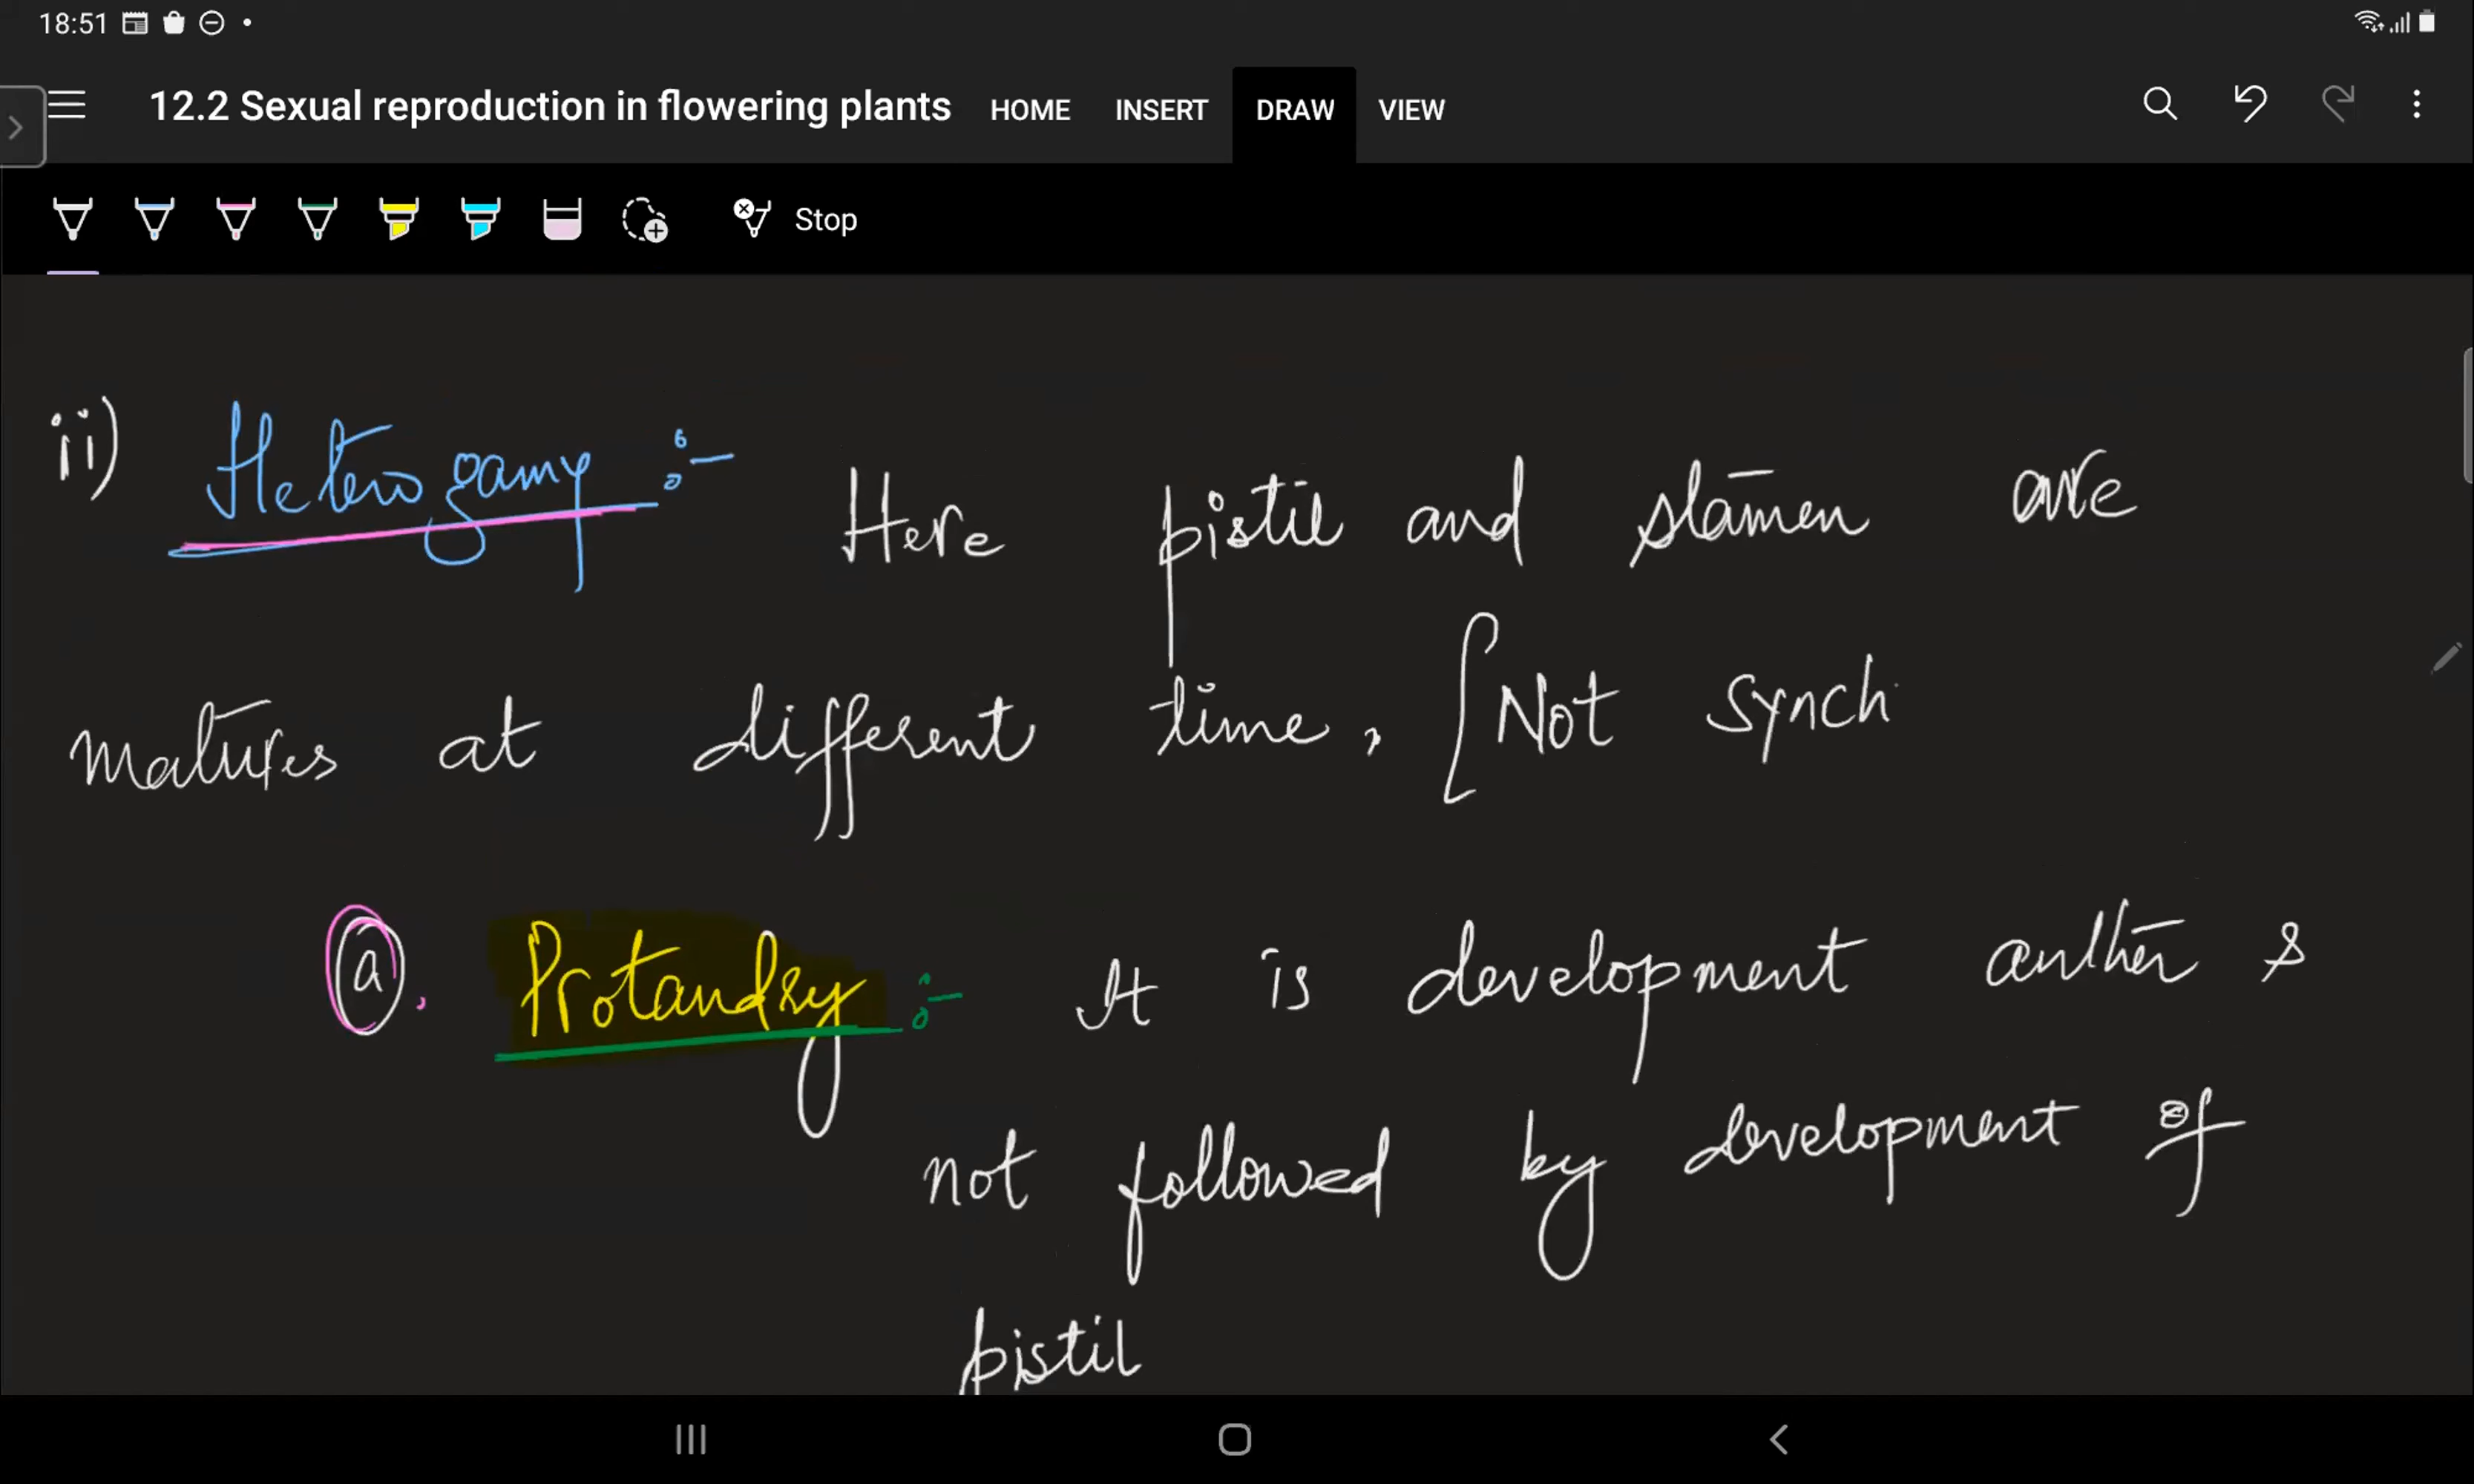 18:51
12.2 Sexual reproduction in flowering plants HOME INSERT DRAW VIEW
Stop
ii) Heterogamy :- Here pistil and stamen are
matures at different time, [Not Synch
a. Protandry :- It is development anther s
not followed by development of
pistil